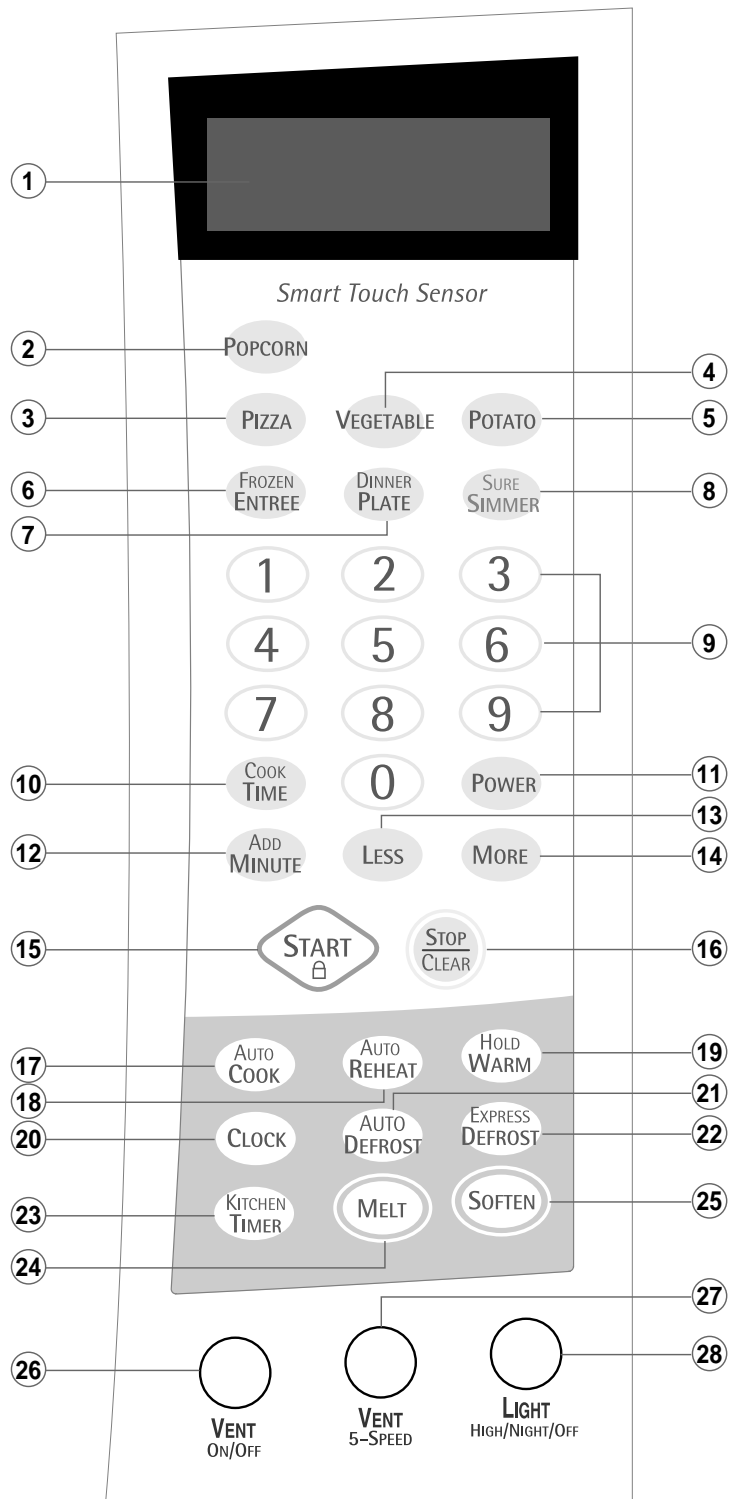 1
Smart Touch Sensor
2
POPCORN
4
3
PIZZA
VEGETABLE
POTATO
5
6
FROZEN
ENTREE
DINNER
PLATE
SURE
SIMMER
8
7
1
2
3
4
5
6
9
7
8
9
10
COOK
TIME
0
POWER
11
13
12
ADD
MINUTE
LESS
MORE
14
15
START
STOP
CLEAR
16
17
AUTO
COOK
AUTO
REHEAT
HOLD
WARM
19
18
21
20
CLOCK
AUTO
DEFROST
EXPRESS
DEFROST
22
23
KITCHEN
TIMER
MELT
SOFTEN
25
24
27
26
28
VENT
ON/OFF
VENT
5-SPEED
LIGHT
HIGH/NIGHT/OFF